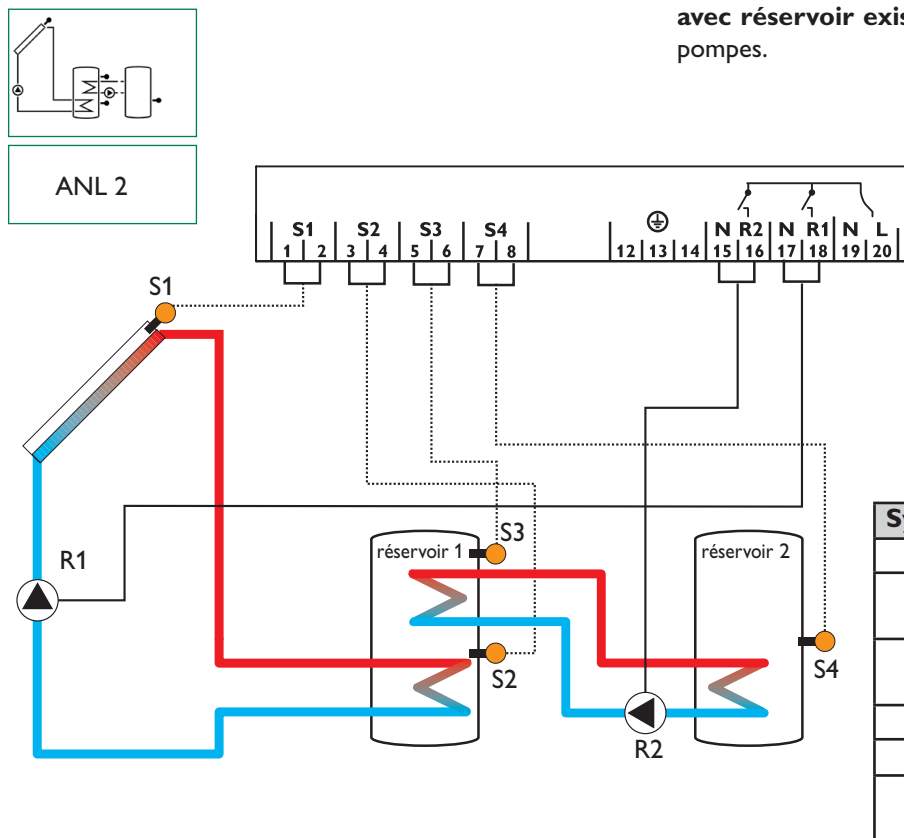 avec réservoir exis
pompes.
ANL 2
S1 S2 S3 S4 N R2 N R1 N L
1 2 3 4 5 6 7 8 12 13 14 15 16 17 18 19 20
S1
Sy
S3
réservoir 1
réservoir 2
R1
S2
S4
R2